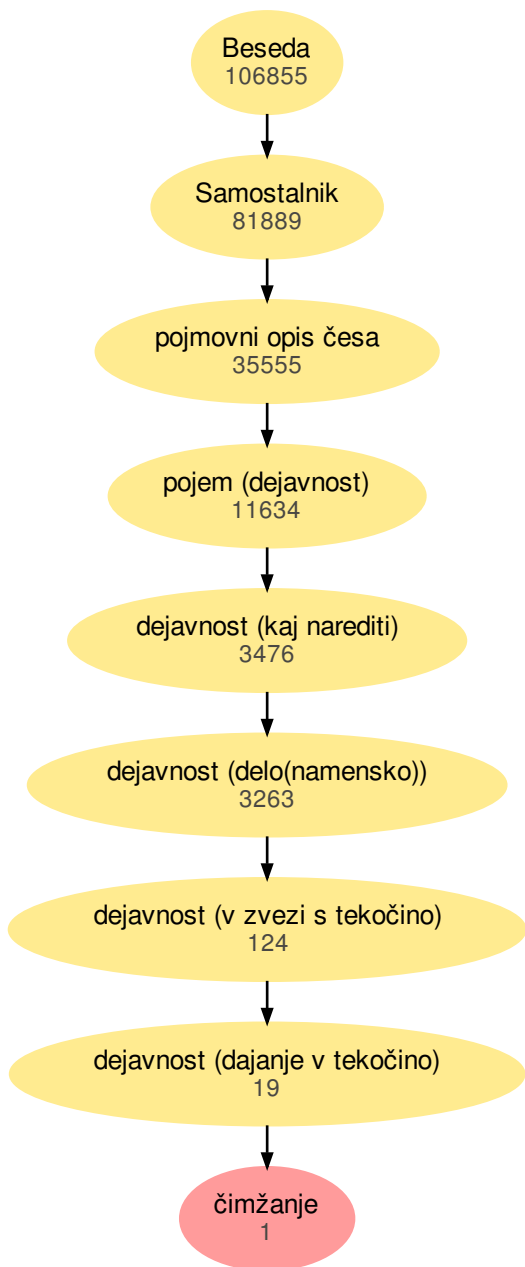 Beseda
106855
Samostalnik
81889
pojmovni opis česa
35555
pojem (dejavnost)
11634
dejavnost (kaj narediti)
3476
dejavnost (delo(namensko))
3263
dejavnost (v zvezi s tekočino)
124
dejavnost (dajanje v tekočino)
19
čimžanje
1